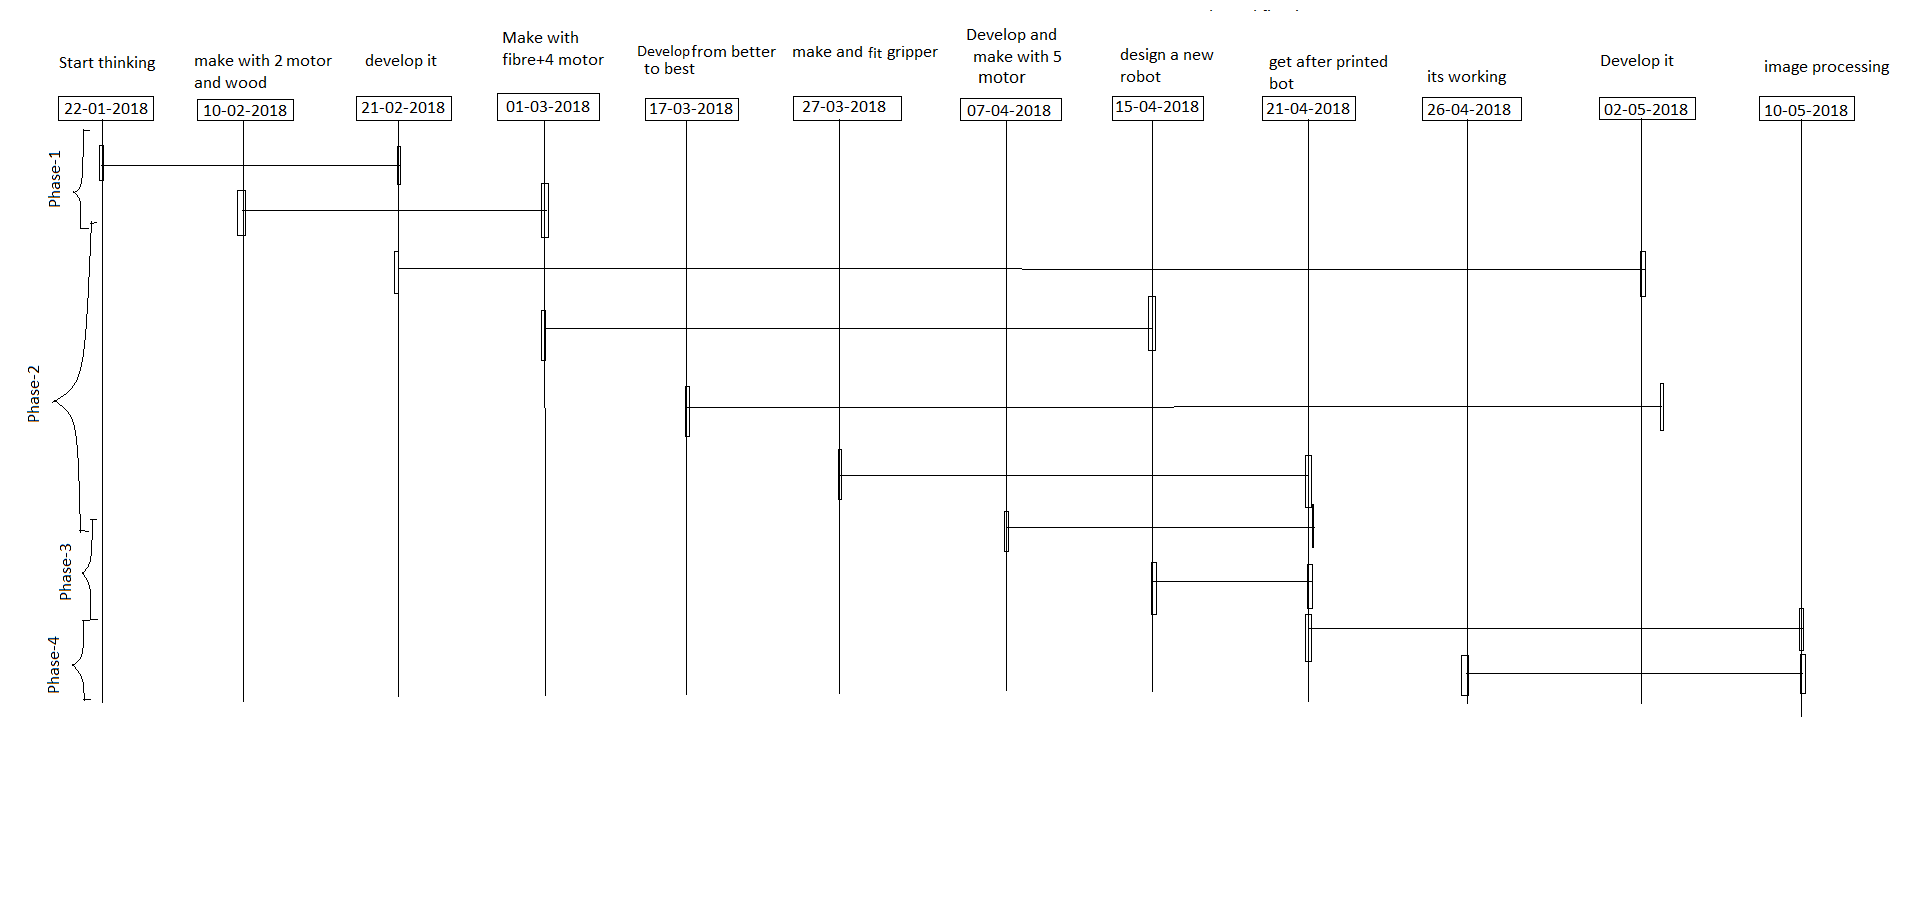 Start thinking
make with 2 motor
and wood
develop it
Make with
fibre+4 motor
Develop from better
to best
make and fit gripper
Develop and
make with 5
motor
design a new
robot
get after printed
bot
its working
Develop it
image processing
22-01-2018
10-02-2018
21-02-2018
01-03-2018
17-03-2018
27-03-2018
07-04-2018
15-04-2018
21-04-2018
26-04-2018
02-05-2018
10-05-2018
Phase-1
Phase-2
Phase-3
Phase-4